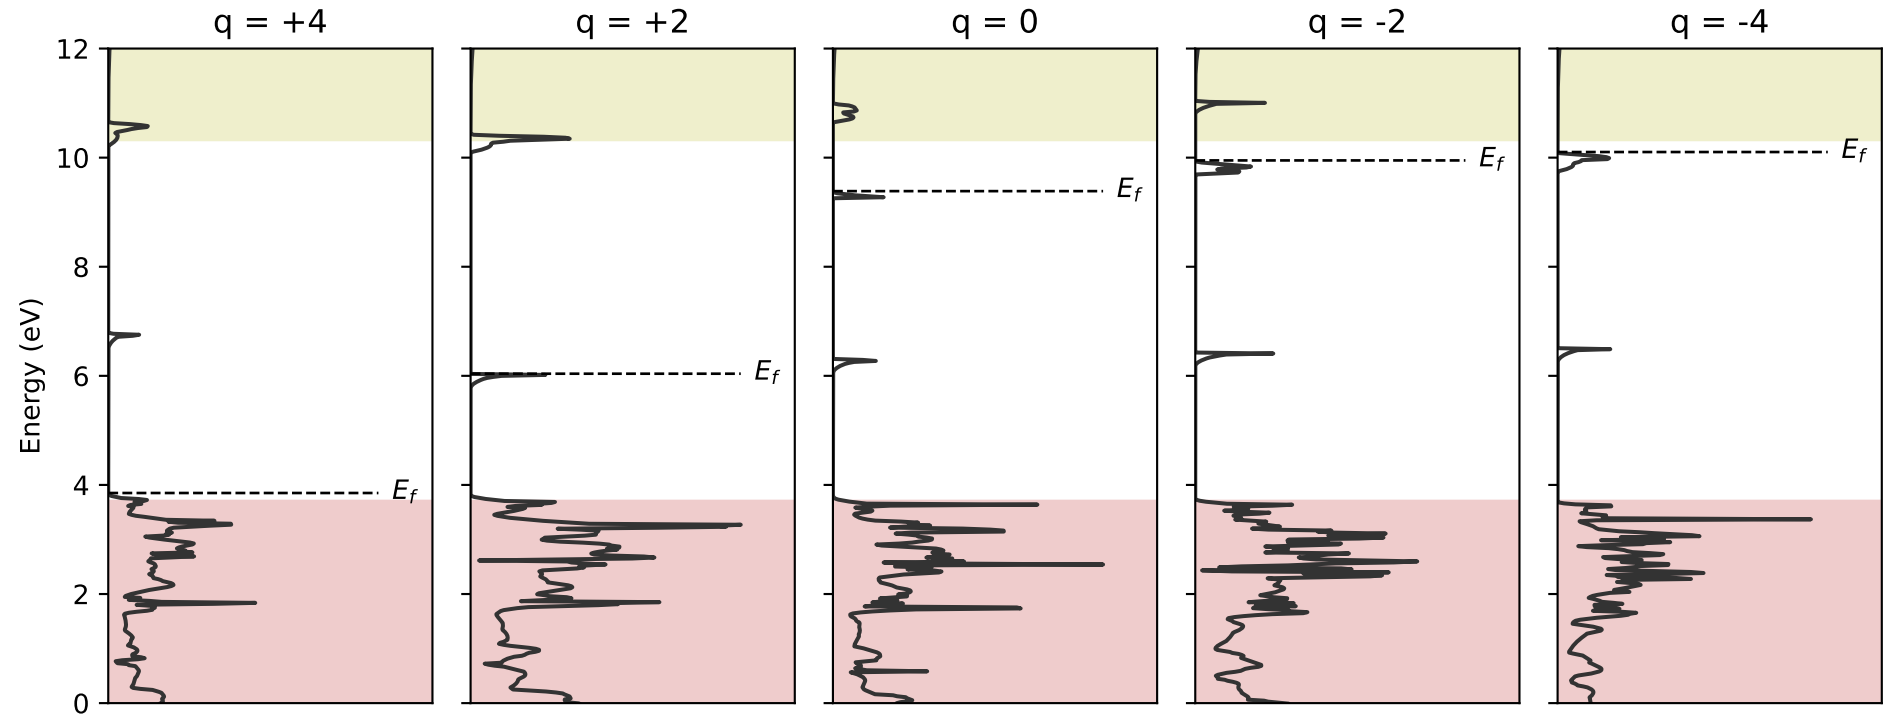 q = +4
q = +2
q = 0
q = -2
q = -4
Energy (eV)
12
10
8
6
4
2
0
E_f
E_f
E_f
E_f
E_f